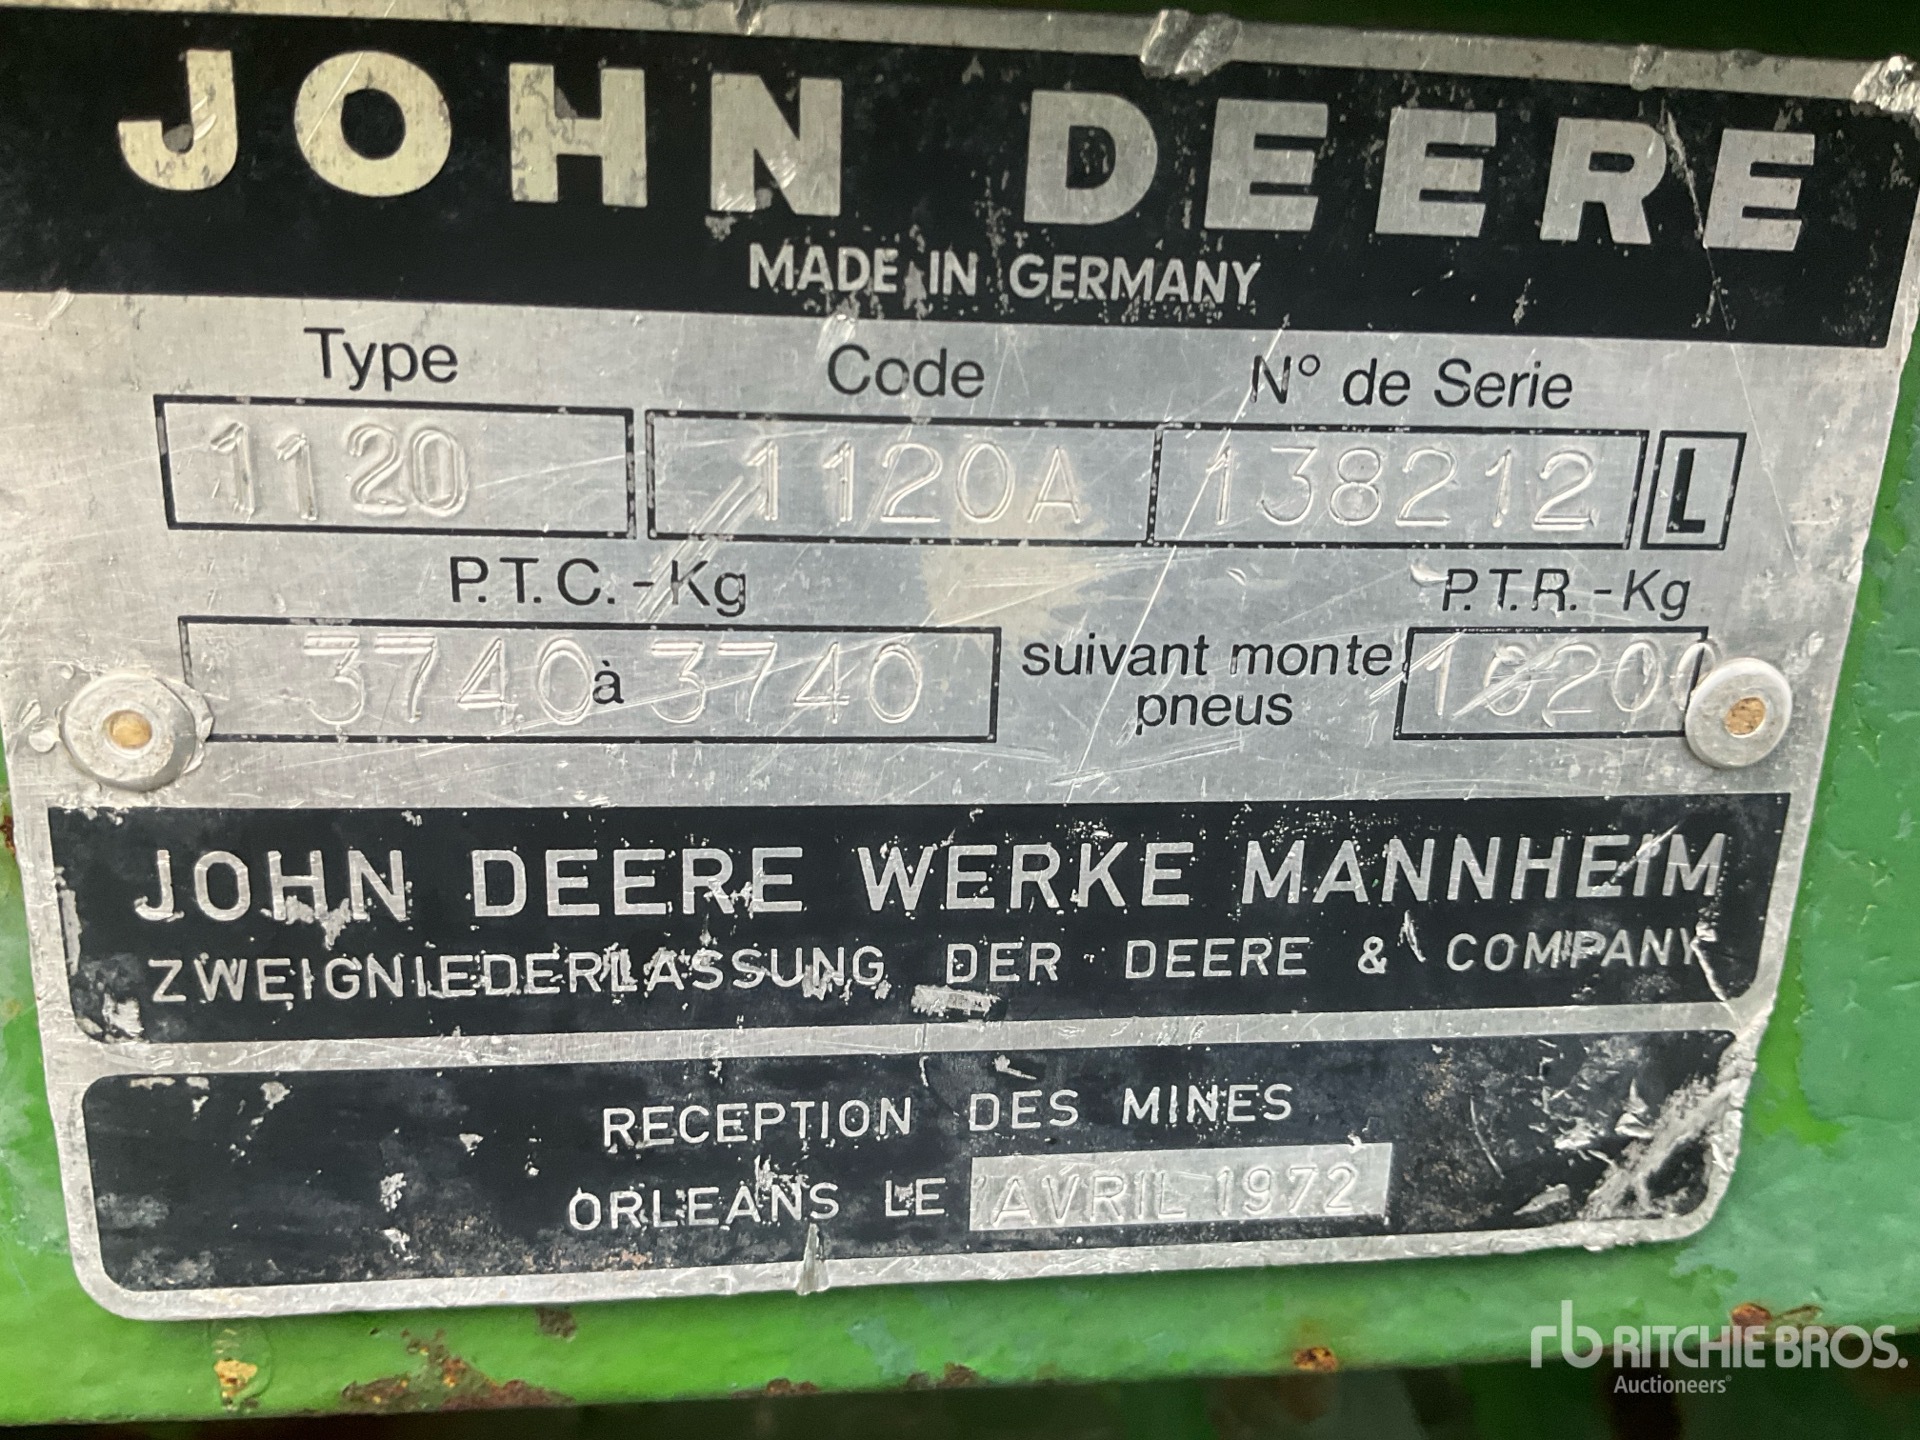 JOHN DEERE
MADE IN GERMANY
Type Code N° de Serie
1120 1120A 138212 L
P.T.C.-Kg P.T.R.-Kg
3740 à 3740 suivant monte pneus
JOHN DEERE WERKE MANNHEIM
ZWEIGNIEDERLASSUNG DER DEERE & COMPANY
RECEPTION DES MINES
ORLEANS LE AVRIL 1972
rb RITCHIE BROS.
Auctioneers®